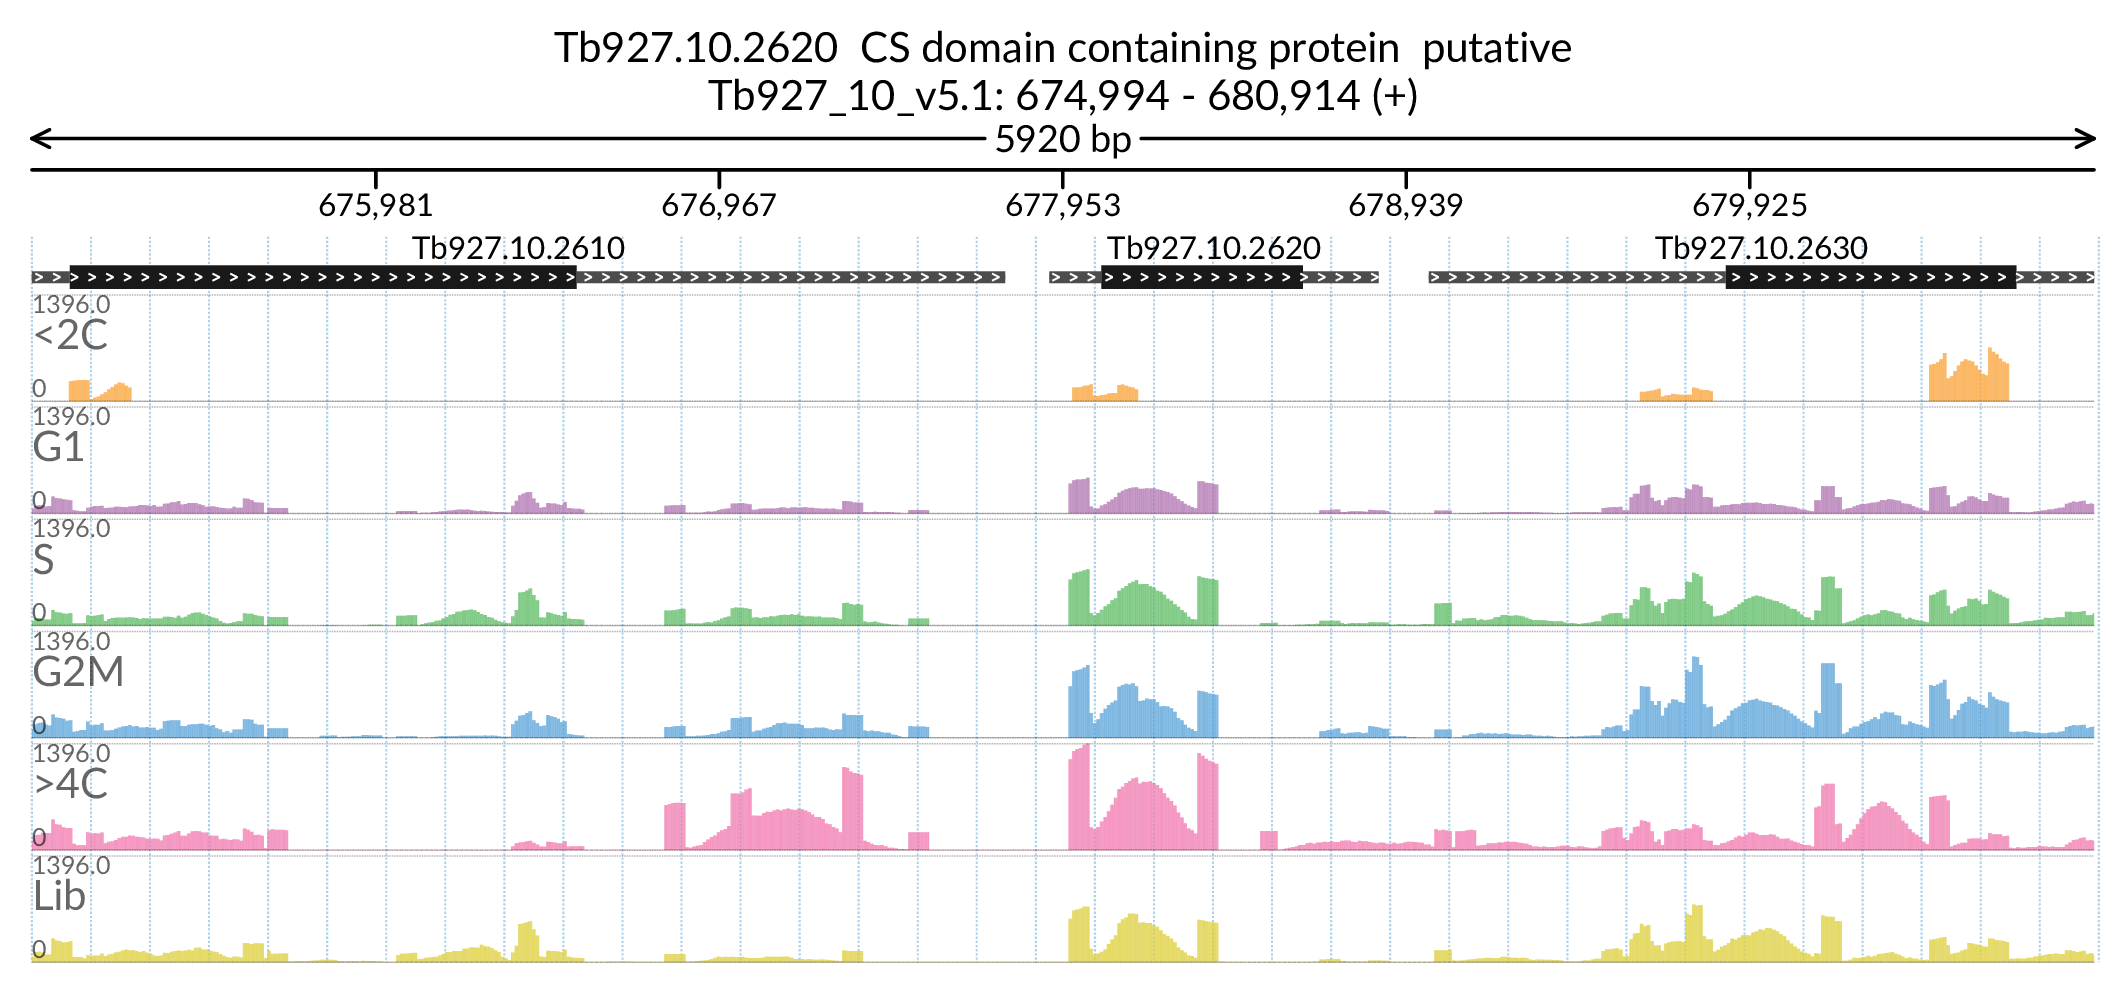 Tb927.10.2620  CS domain containing protein  putative
Tb927_10_v5.1: 674,994 - 680,914 (+)
5920 bp
675,981 676,967 677,953 678,939 679,925
Tb927.10.2610 Tb927.10.2620 Tb927.10.2630
1396.0
<2C
0
1396.0
G1
0
1396.0
S
0
1396.0
G2M
0
1396.0
>4C
0
1396.0
Lib
0